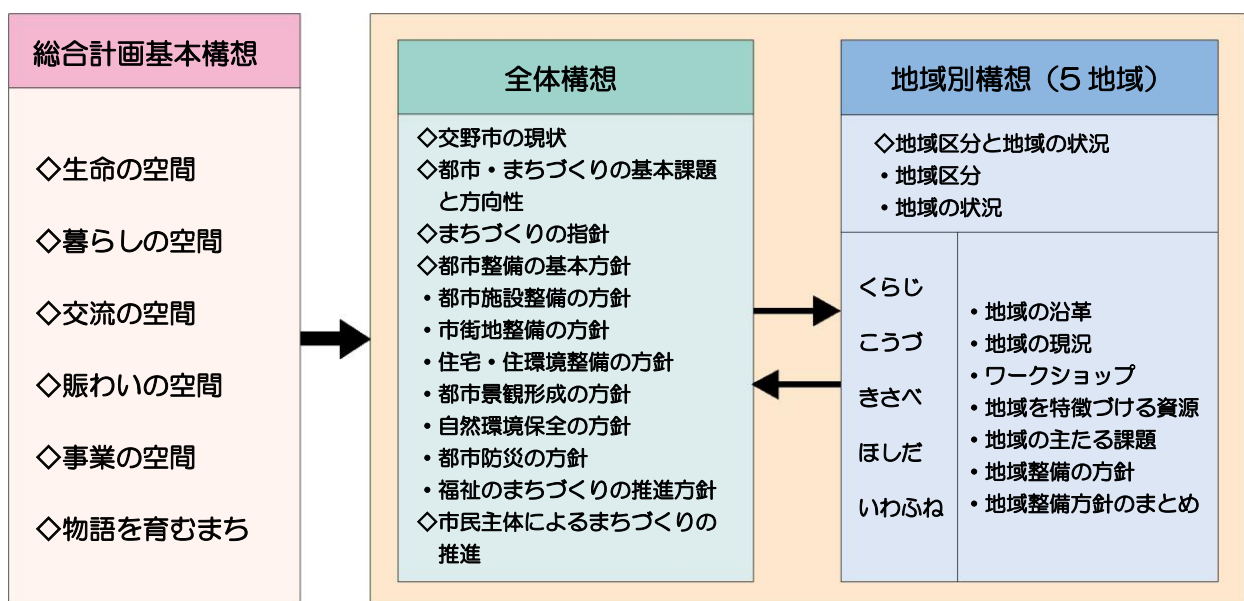 総合計画基本構想
◇生命の空間
◇暮らしの空間
◇交流の空間
◇賑わいの空間
◇事業の空間
◇物語を育むまち
全体構想
◇交野市の現状
◇都市・まちづくりの基本課題
と方向性
◇まちづくりの指針
◇都市整備の基本方針
・都市施設整備の方針
・市街地整備の方針
・住宅・住環境整備の方針
・都市景観形成の方針
・自然環境保全の方針
・都市防災の方針
・福祉のまちづくりの推進方針
◇市民主体によるまちづくりの
推進
地域別構想（5 地域）
◇地域区分と地域の状況
・地域区分
・地域の状況
くらじ
こうづ
きさべ
ほしだ
いわふね
・地域の沿革
・地域の現況
・ワークショップ
・地域を特徴づける資源
・地域の主たる課題
・地域整備の方針
・地域整備方針のまとめ